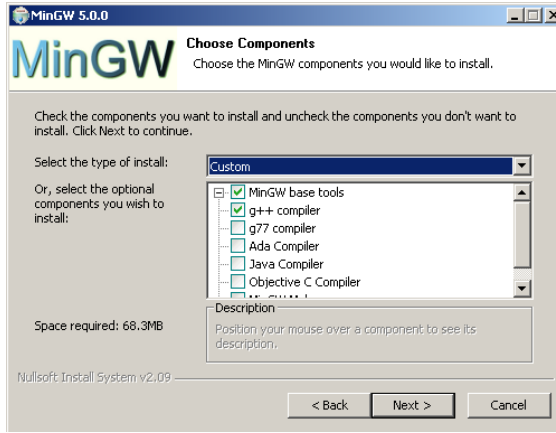 MinGW 5.0.0
MinGW
Choose Components
Choose the MinGW components you would like to install.
Check the components you want to install and uncheck the components you don't want to
install. Click Next to continue.
Select the type of install:
Custom
Or, select the optional
components you wish to
install:
MinGW base tools
g++ compiler
g77 compiler
Ada Compiler
Java Compiler
Objective C Compiler
Space required: 68.3MB
Description
Position your mouse over a component to see its
description.
Nullsoft Install System v2.09
< Back
Next >
Cancel